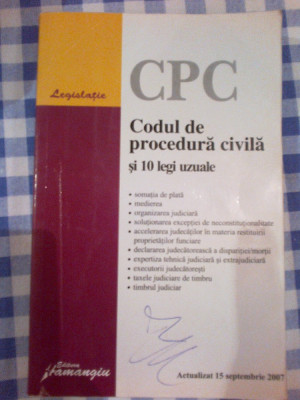 Legislație
CPC
Codul de
procedură civilă
și 10 legi uzuale
• somația de plată
• medierea
• organizarea judiciară
• soluționarea excepției de neconstituționalitate
• accelerarea judecăților în materia restituirii
proprietăților funciare
• declararea judecătorească a dispariției/morții
• expertiza tehnică judiciară și extrajudiciară
• executorii judecătorești
• taxele judiciare de timbru
• timbrul judiciar
Editura
hamangiu
Actualizat 15 septembrie 2007